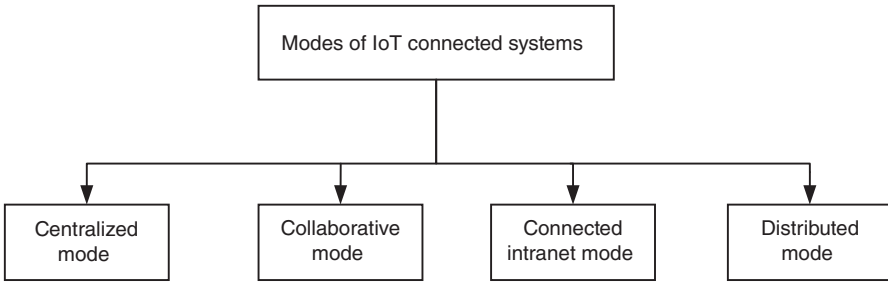 Modes of IoT connected systems
Centralized
mode
Collaborative
mode
Connected
intranet mode
Distributed
mode